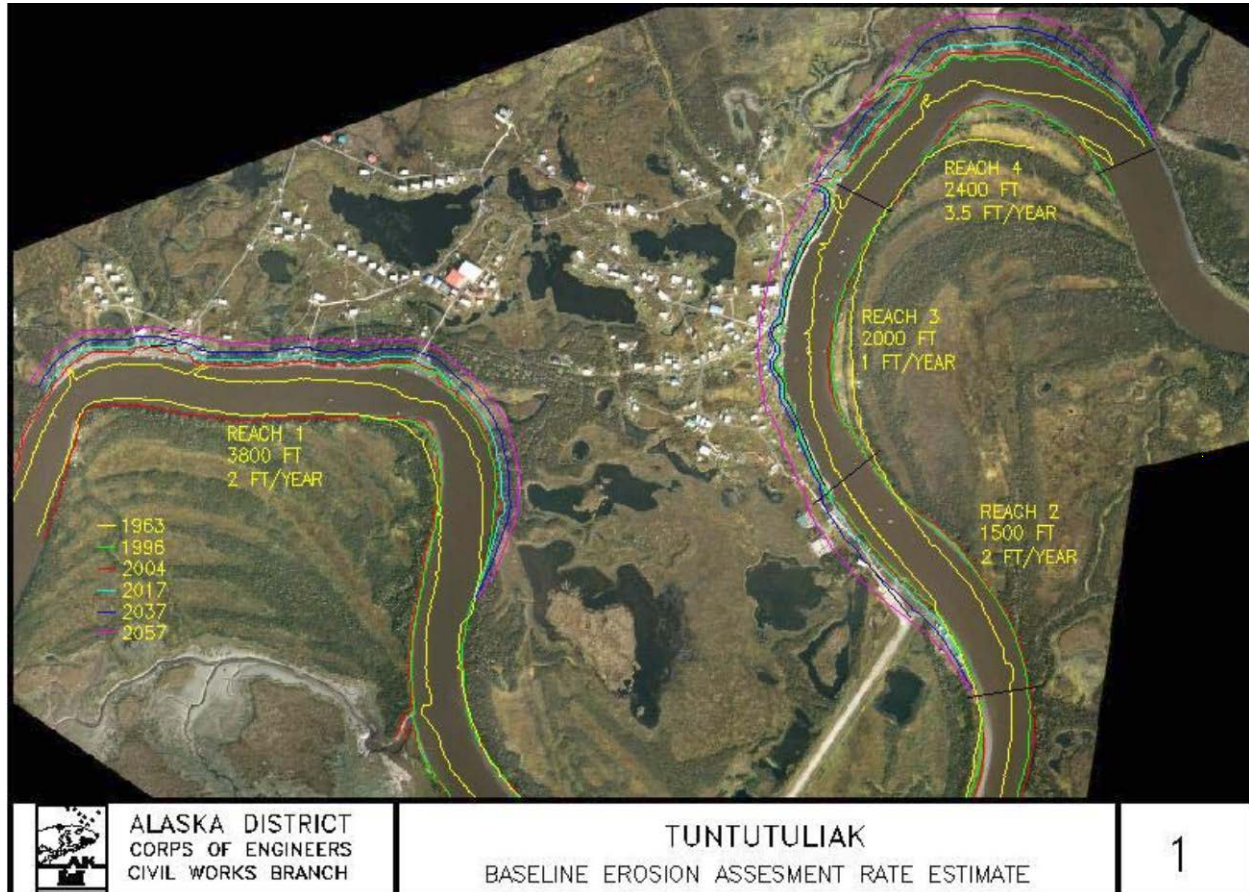 REACH 4
2400 FT
3.5 FT/YEAR
REACH 3
2000 FT
1 FT/YEAR
REACH 1
3800 FT
2 FT/YEAR
REACH 2
1500 FT
2 FT/YEAR
1963
1996
2004
2017
2037
2057
AK
ALASKA DISTRICT
CORPS OF ENGINEERS
CIVIL WORKS BRANCH
TUNTUTULIAK
BASELINE EROSION ASSESMENT RATE ESTIMATE
1